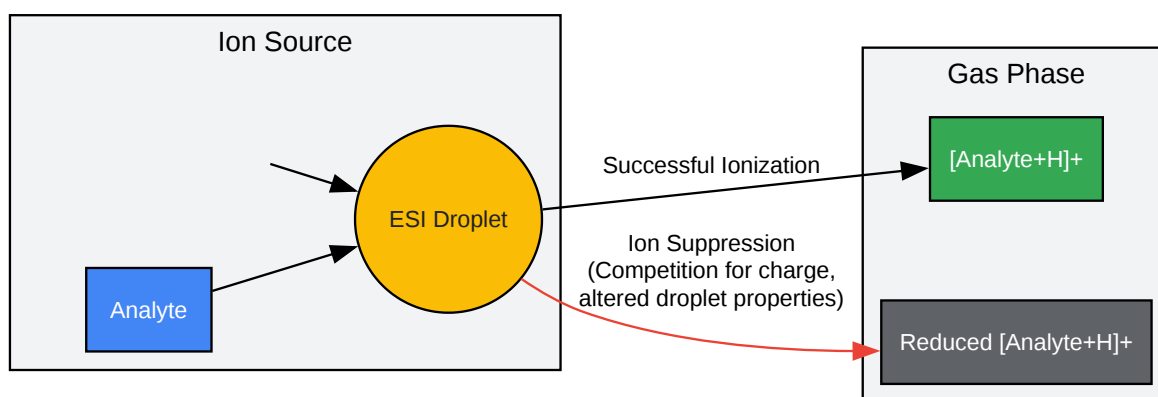 Ion Source
Gas Phase
[Analyte+H]+
Successful Ionization
ESI Droplet
Ion Suppression
(Competition for charge,
altered droplet properties)
Analyte
Reduced [Analyte+H]+